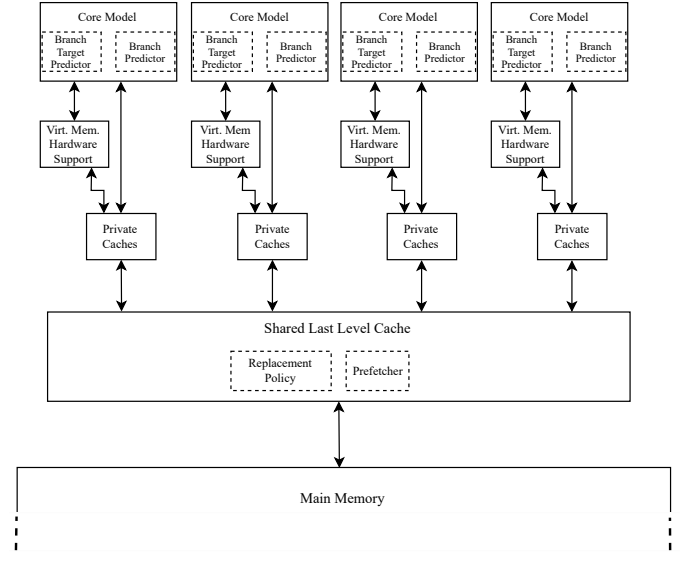 Core Model
Branch
Target
Predictor
Branch
Predictor
Core Model
Branch
Target
Predictor
Branch
Predictor
Core Model
Branch
Target
Predictor
Branch
Predictor
Core Model
Branch
Target
Predictor
Branch
Predictor
Virt. Mem.
Hardware
Support
Virt. Mem
Hardware
Support
Virt. Mem.
Hardware
Support
Virt. Mem.
Hardware
Support
Private
Caches
Private
Caches
Private
Caches
Private
Caches
Shared Last Level Cache
Replacement
Policy
Prefetcher
Main Memory